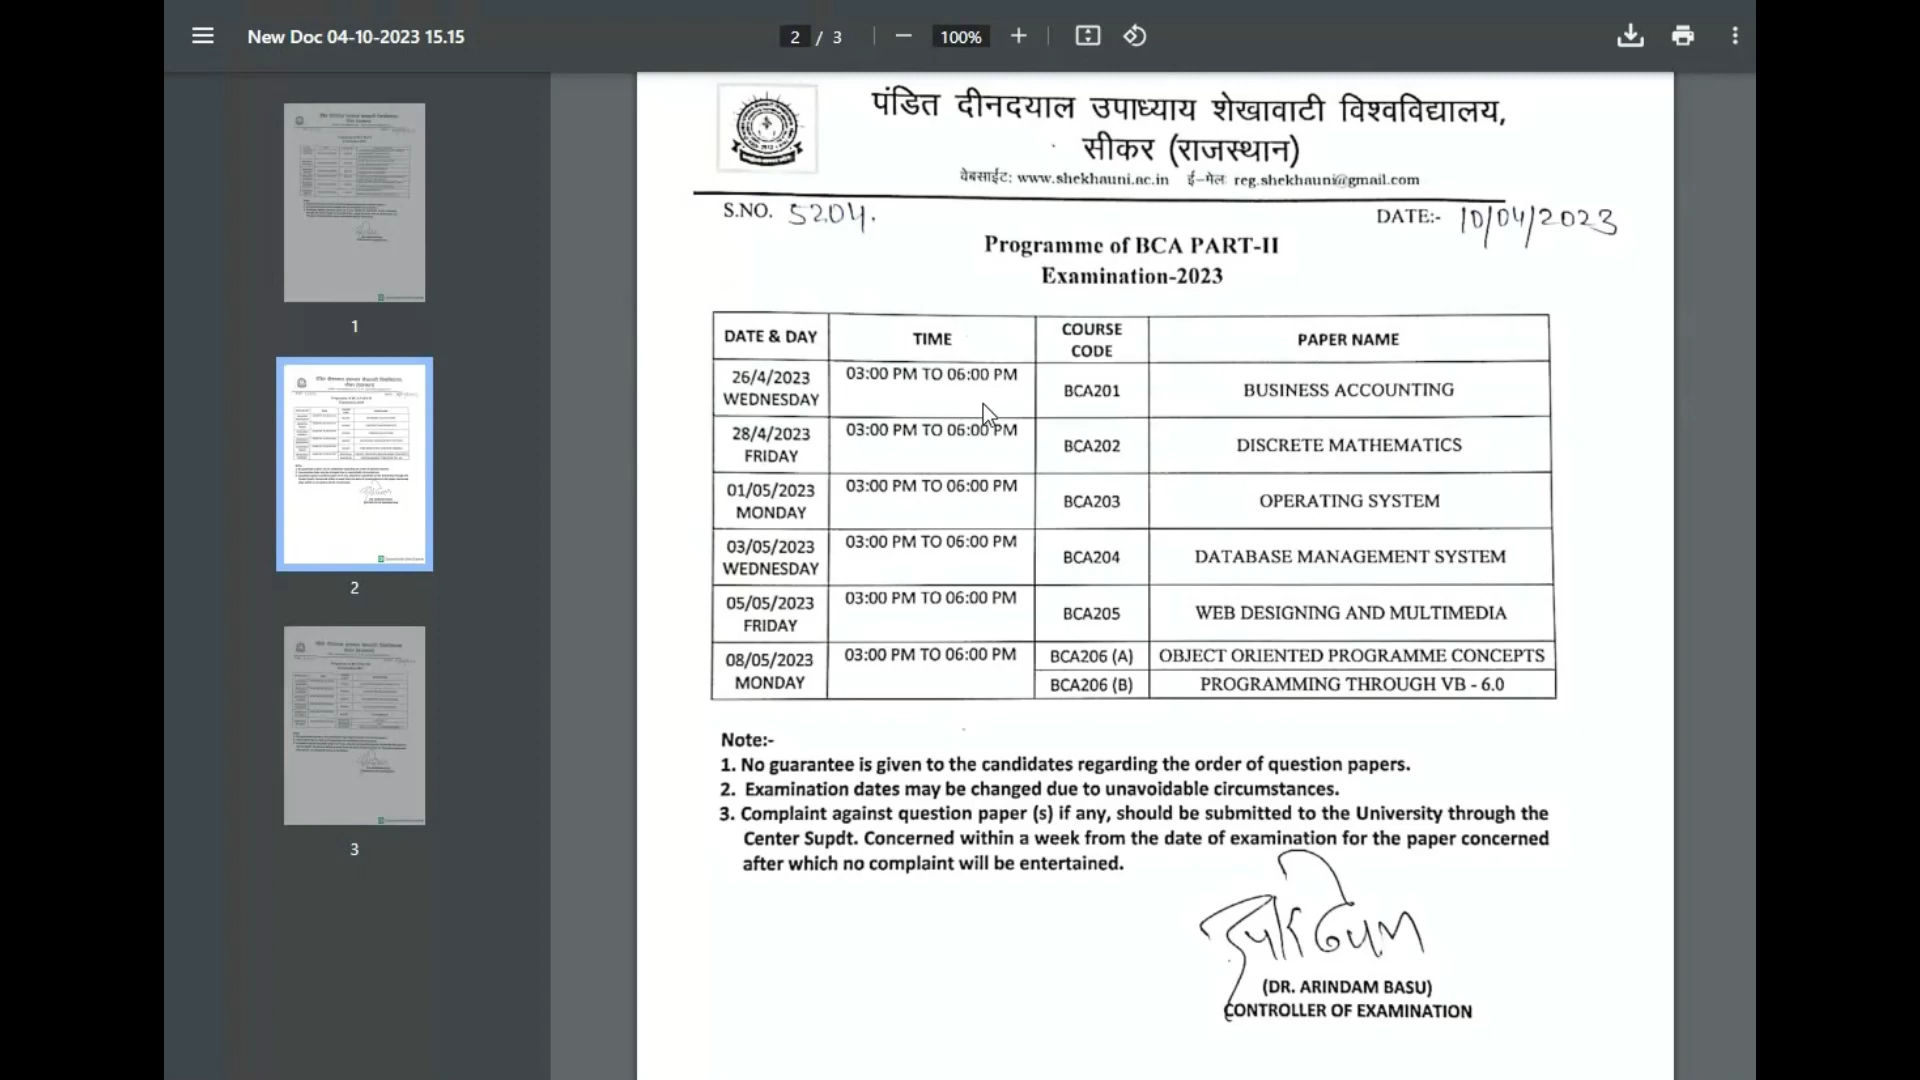 New Doc 04-10-2023 15.15
2 / 3
100%
1
2
3
पंडित दीनदयाल उपाध्याय शेखावाटी विश्वविद्यालय,
सीकर (राजस्थान)
वेबसाईट: www.shekhauni.ac.in ई-मेल: reg.shekhauni@gmail.com
S.NO. 5204.
DATE:- 10/04/2023
Programme of BCA PART-II
Examination-2023
DATE & DAY TIME COURSE CODE PAPER NAME
26/4/2023 WEDNESDAY 03:00 PM TO 06:00 PM BCA201 BUSINESS ACCOUNTING
28/4/2023 FRIDAY 03:00 PM TO 06:00 PM BCA202 DISCRETE MATHEMATICS
01/05/2023 MONDAY 03:00 PM TO 06:00 PM BCA203 OPERATING SYSTEM
03/05/2023 WEDNESDAY 03:00 PM TO 06:00 PM BCA204 DATABASE MANAGEMENT SYSTEM
05/05/2023 FRIDAY 03:00 PM TO 06:00 PM BCA205 WEB DESIGNING AND MULTIMEDIA
08/05/2023 MONDAY 03:00 PM TO 06:00 PM BCA206 (A) OBJECT ORIENTED PROGRAMME CONCEPTS
BCA206 (B) PROGRAMMING THROUGH VB - 6.0
Note:-
1. No guarantee is given to the candidates regarding the order of question papers.
2. Examination dates may be changed due to unavoidable circumstances.
3. Complaint against question paper (s) if any, should be submitted to the University through the
Center Supdt. Concerned within a week from the date of examination for the paper concerned
after which no complaint will be entertained.
(DR. ARINDAM BASU)
CONTROLLER OF EXAMINATION